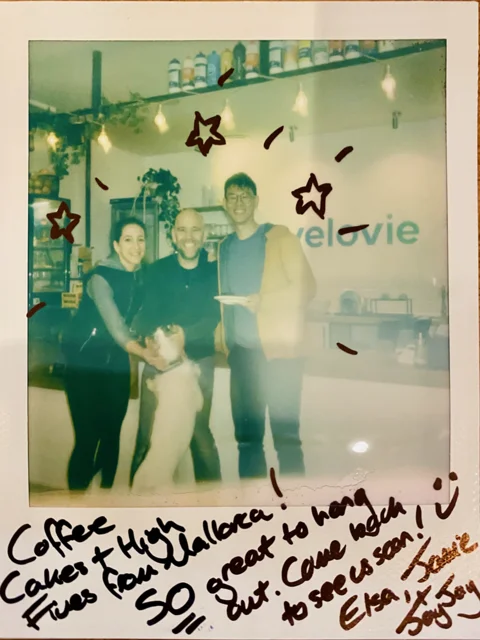 velovie
Coffee
Cakes + High
Fives from Mallorca!
SO great to hang
out. Come back
to see us soon! :)
Elsa, Jamie
+ JoyJoy